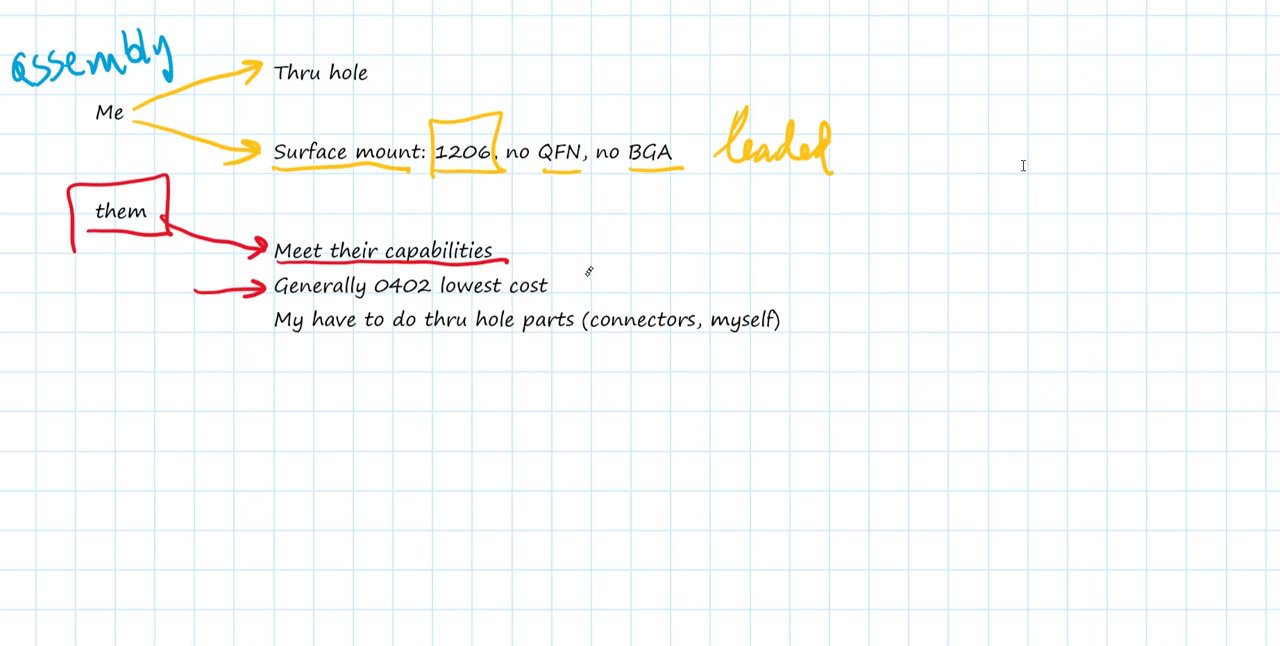 assembly
Thru hole
Me
Surface mount: 1206, no QFN, no BGA leaded
them
Meet their capabilities
Generally 0402 lowest cost
My have to do thru hole parts (connectors, myself)